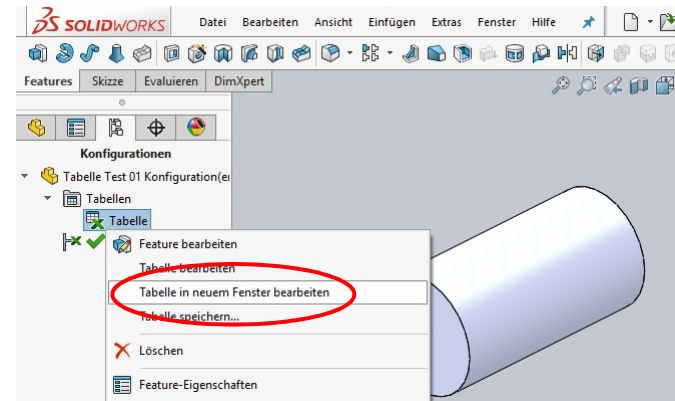 SOLIDWORKS Datei Bearbeiten Ansicht Einfügen Extras Fenster Hilfe
Features Skizze Evaluieren DimXpert
Konfigurationen
Tabelle Test 01 Konfiguration(en
Tabellen
Tabelle
Feature bearbeiten
Tabelle bearbeiten
Tabelle in neuem Fenster bearbeiten
Tabelle speichern...
Löschen
Feature-Eigenschaften